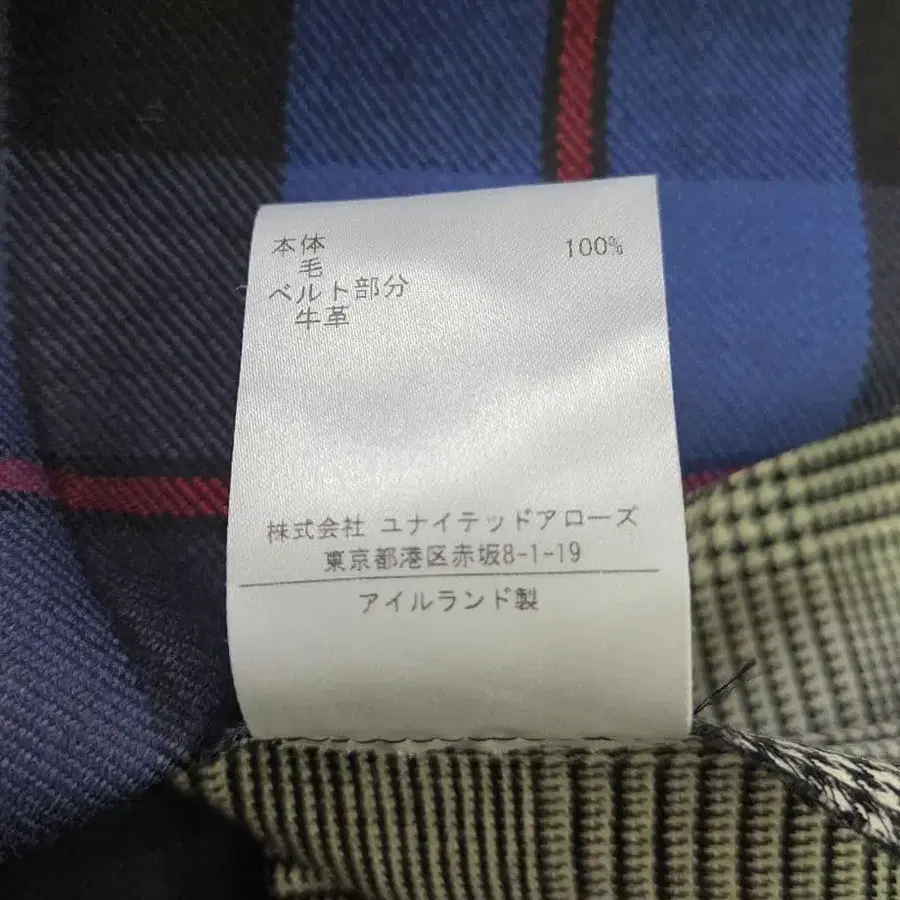 本体 100%
毛
ベルト部分
牛革
株式会社 ユナイテッドアローズ
東京都港区赤坂8-1-19
アイルランド製